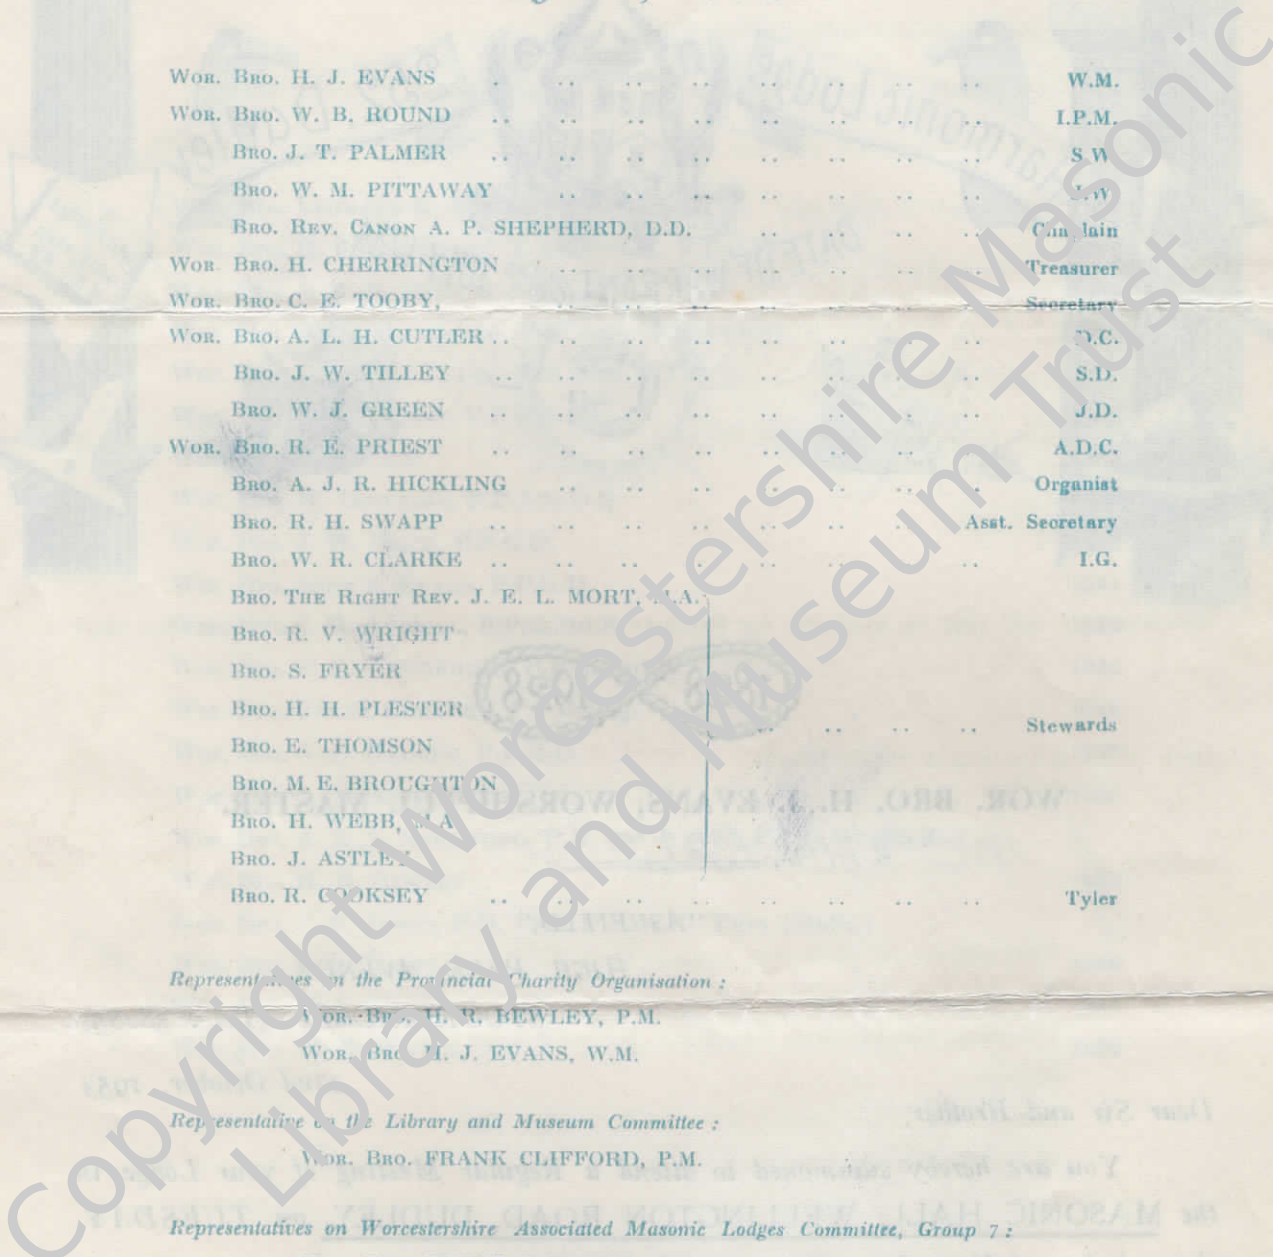 WOR. BRO. H. J. EVANS .. .. .. .. .. .. .. .. W.M.
WOR. BRO. W. B. ROUND .. .. .. .. .. .. .. .. I.P.M.
BRO. J. T. PALMER .. .. .. .. .. .. .. .. S.W
BRO. W. M. PITTAWAY .. .. .. .. .. .. ..
BRO. REV. CANON A. P. SHEPHERD, D.D. .. .. .. .. Chaplain
WOR. BRO. H. CHERRINGTON .. .. .. .. .. .. .. Treasurer
WOR. BRO. C. E. TOOBY, .. .. .. .. .. .. .. Secretary
WOR. BRO. A. L. H. CUTLER .. .. .. .. .. .. .. .. D.C.
BRO. J. W. TILLEY .. .. .. .. .. .. .. .. S.D.
BRO. W. J. GREEN .. .. .. .. .. .. .. .. J.D.
WOR. BRO. R. E. PRIEST .. .. .. .. .. .. .. A.D.C.
BRO. A. J. R. HICKLING .. .. .. .. .. .. . Organist
BRO. R. H. SWAPP .. .. .. .. .. .. .. Asst. Secretary
BRO. W. R. CLARKE .. .. .. .. .. .. .. .. I.G.
BRO. THE RIGHT REV. J. E. L. MORT, M.A.
BRO. R. V. WRIGHT
BRO. S. FRYER
BRO. H. H. PLESTER
.. .. .. .. Stewards
BRO. E. THOMSON
BRO. M. E. BROUGHTON
BRO. H. WEBB, M.A
BRO. J. ASTLEY
BRO. R. COOKSEY .. .. .. .. .. .. .. .. Tyler
Representatives on the Provincial Charity Organisation :
WOR. BRO. H. R. BEWLEY, P.M.
WOR. BRO. H. J. EVANS, W.M.
Representative on the Library and Museum Committee :
WOR. BRO. FRANK CLIFFORD, P.M.
Representatives on Worcestershire Associated Masonic Lodges Committee, Group 7 :
Copyright Worcestershire Masonic
Library and Museum Trust